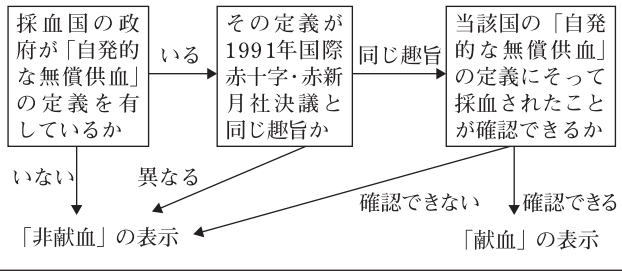 採血国の政
府が「自発的
な無償供血」
の定義を有
しているか
いる
その定義が
1991年国際
赤十字・赤新
月社決議と
同じ趣旨か
同じ趣旨
当該国の「自発
的な無償供血」
の定義にそって
採血されたこと
が確認できるか
いない
異なる
確認できない
確認できる
「非献血」の表示
「献血」の表示